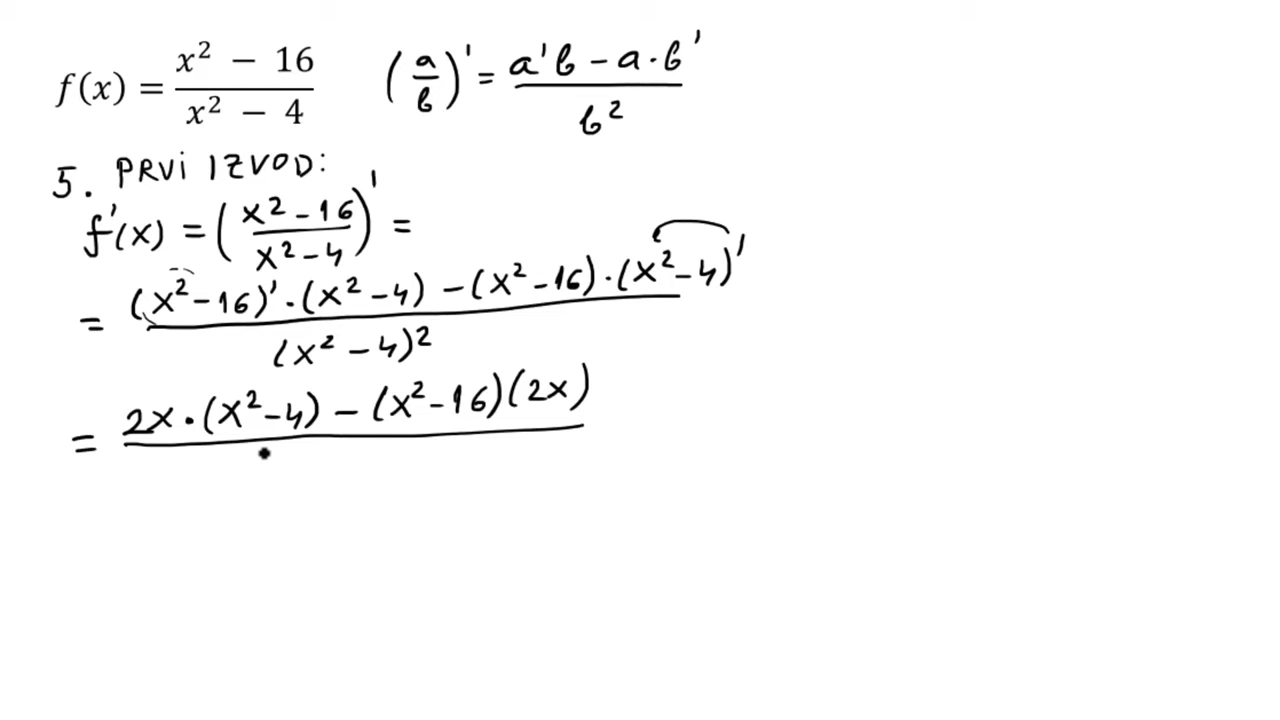 f(x) = (x² − 16)/(x² − 4)   (a/b)' = (a'b − a·b')/b²
5. PRVI IZVOD:
f'(x) = ((x² − 16)/(x² − 4))' =
= ((x² − 16)'·(x² − 4) − (x² − 16)·(x² − 4)')/(x² − 4)²
= 2x·(x² − 4) − (x² − 16)(2x)